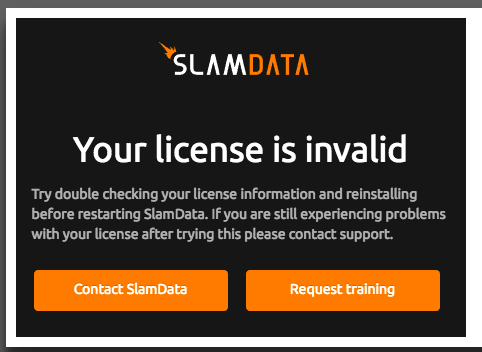 SLAMDATA
Your license is invalid
Try double checking your license information and reinstalling
before restarting SlamData. If you are still experiencing problems
with your license after trying this please contact support.
Contact SlamData
Request training